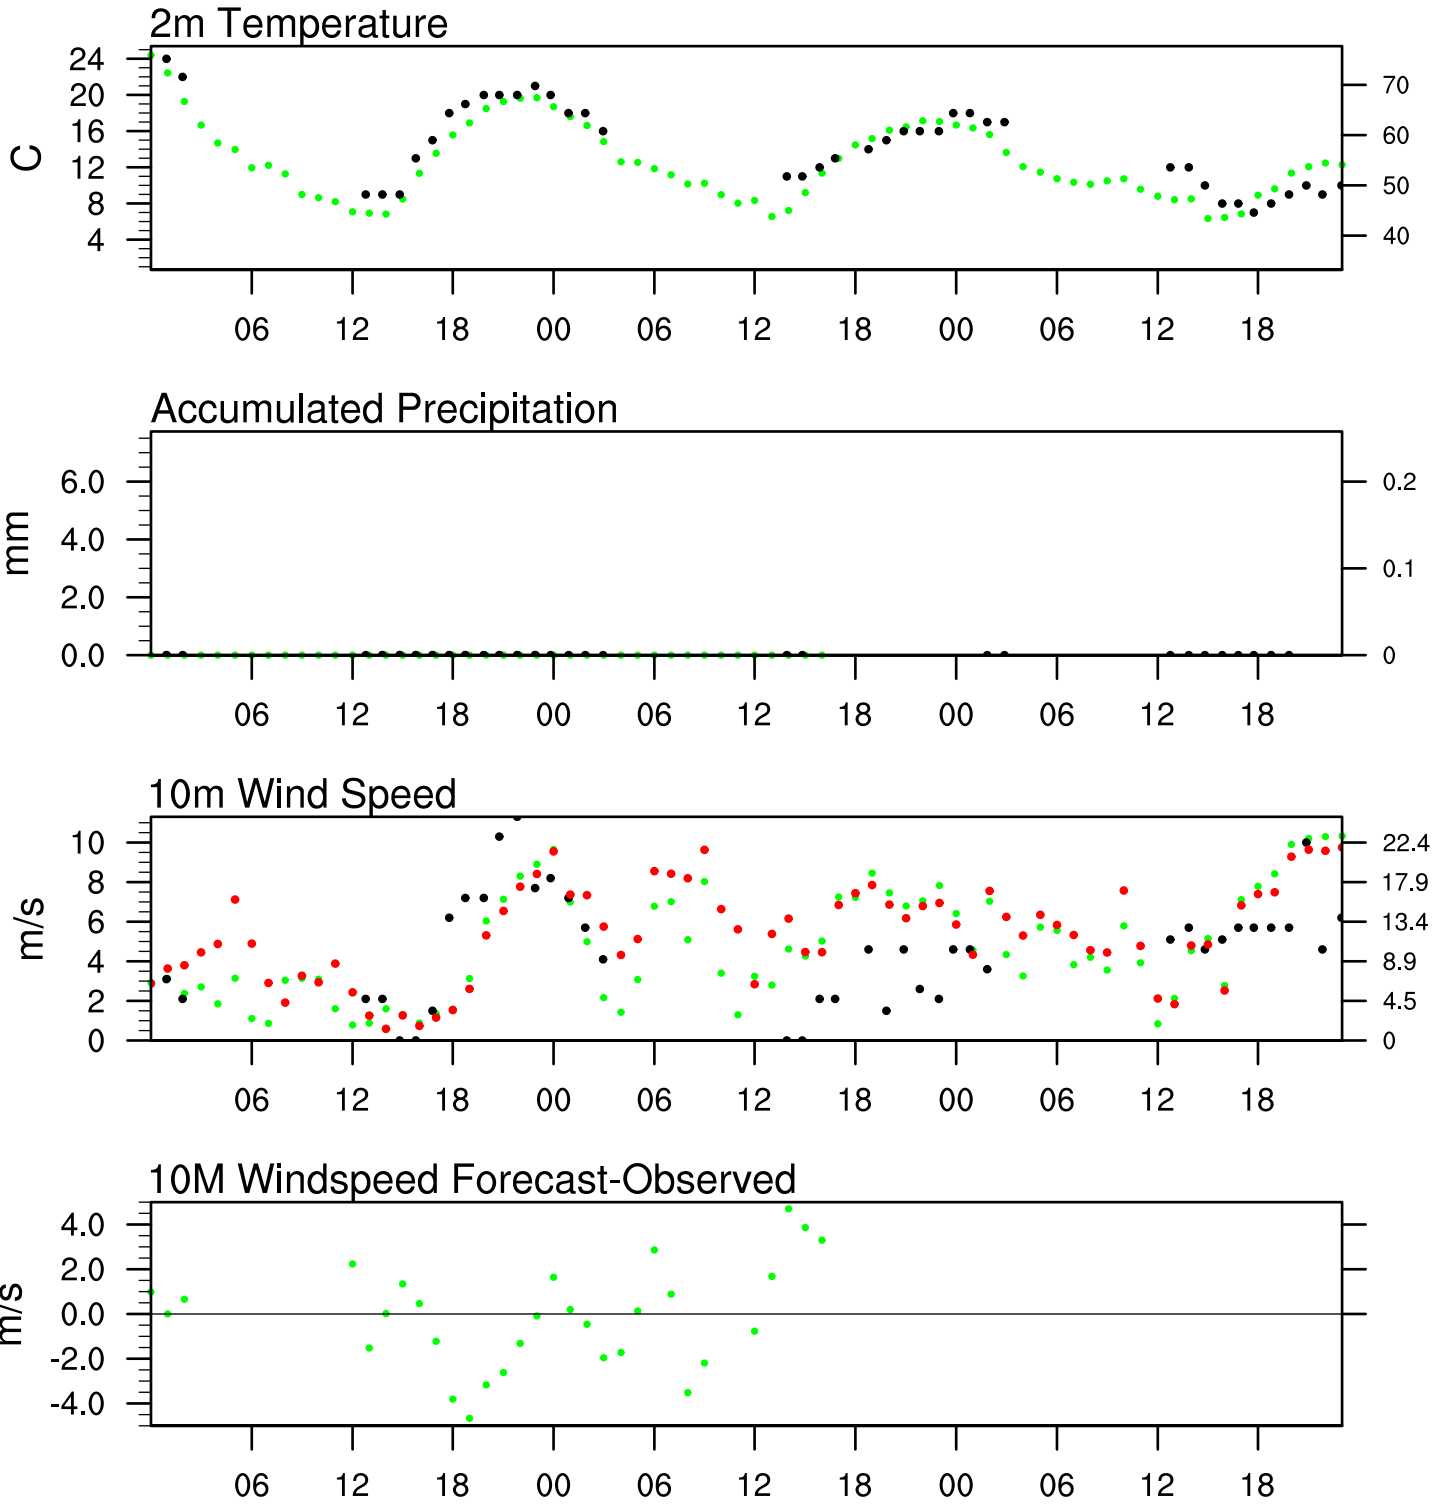 2m Temperature
24
20
16
12
8
4
C
70
60
50
40
06 12 18 00 06 12 18 00 06 12 18
Accumulated Precipitation
6.0
4.0
2.0
0.0
mm
0.2
0.1
0
06 12 18 00 06 12 18 00 06 12 18
10m Wind Speed
10
8
6
4
2
0
m/s
22.4
17.9
13.4
8.9
4.5
0
06 12 18 00 06 12 18 00 06 12 18
10M Windspeed Forecast-Observed
4.0
2.0
0.0
-2.0
-4.0
m/s
06 12 18 00 06 12 18 00 06 12 18